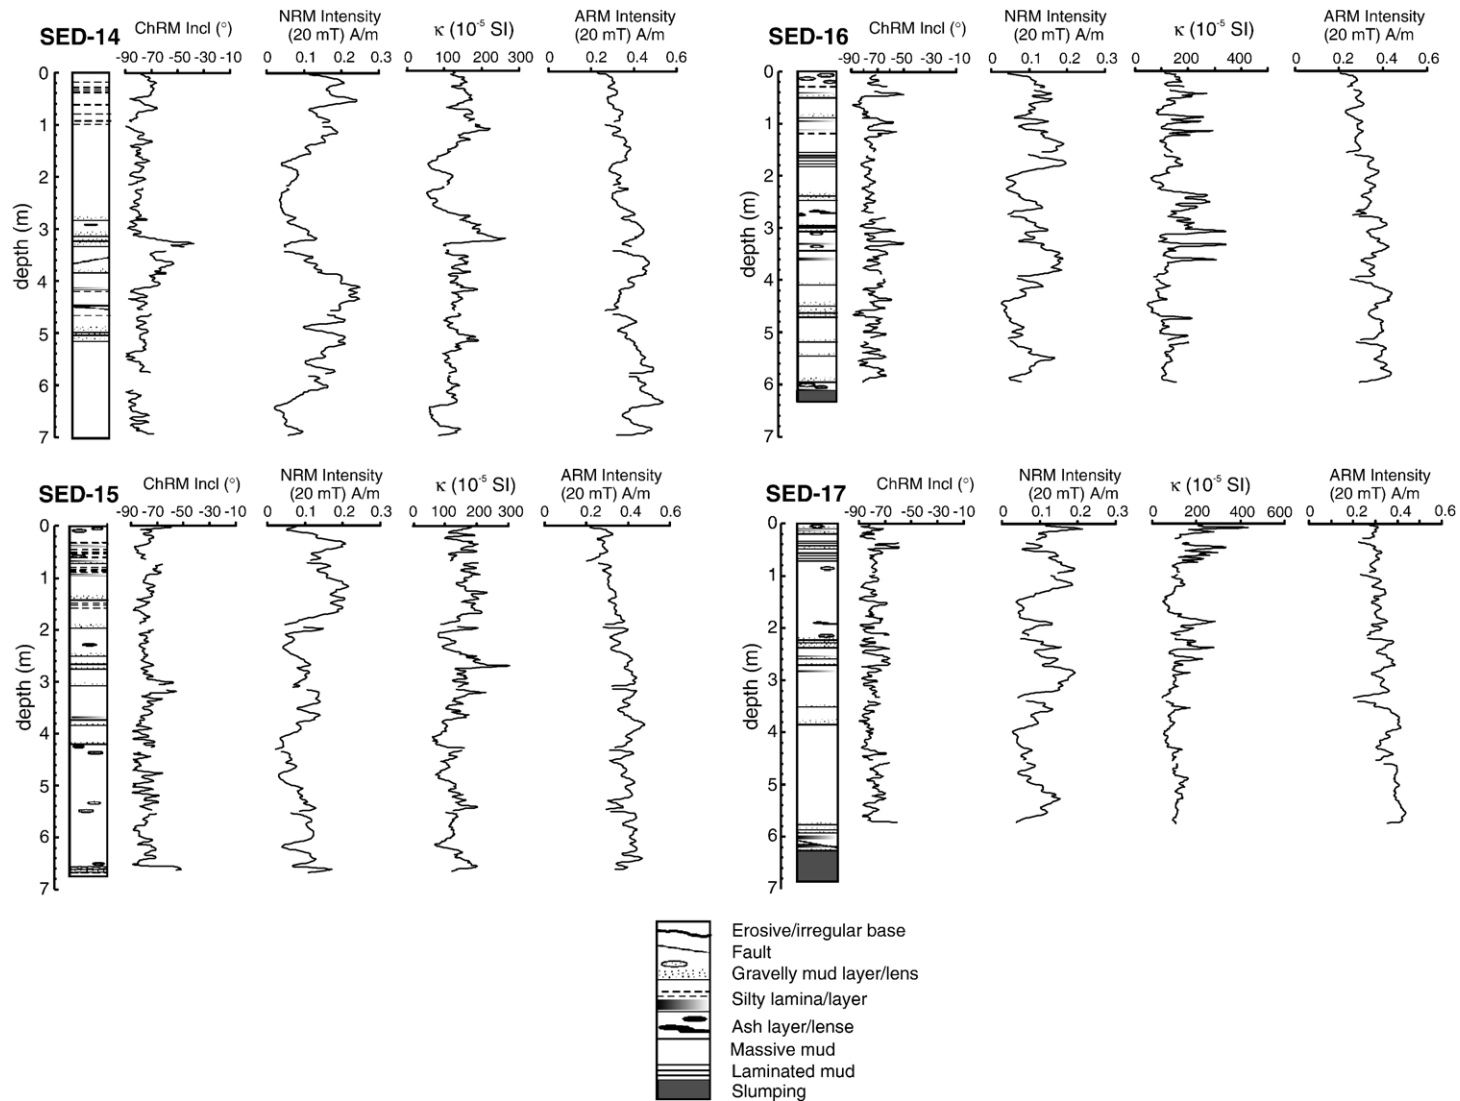 SED-14
ChRM Incl (°)
NRM Intensity
(20 mT) A/m
κ (10⁻⁵ SI)
ARM Intensity
(20 mT) A/m
-90 -70 -50 -30 -10
0 0.1 0.2 0.3
0 100 200 300
0 0.2 0.4 0.6
depth (m)
0
1
2
3
4
5
6
7
SED-16
ChRM Incl (°)
NRM Intensity
(20 mT) A/m
κ (10⁻⁵ SI)
ARM Intensity
(20 mT) A/m
-90 -70 -50 -30 -10
0 0.1 0.2 0.3
0 200 400
0 0.2 0.4 0.6
depth (m)
0
1
2
3
4
5
6
7
SED-15
ChRM Incl (°)
NRM Intensity
(20 mT) A/m
κ (10⁻⁵ SI)
ARM Intensity
(20 mT) A/m
-90 -70 -50 -30 -10
0 0.1 0.2 0.3
0 100 200 300
0 0.2 0.4 0.6
depth (m)
0
1
2
3
4
5
6
7
SED-17
ChRM Incl (°)
NRM Intensity
(20 mT) A/m
κ (10⁻⁵ SI)
ARM Intensity
(20 mT) A/m
-90 -70 -50 -30 -10
0 0.1 0.2 0.3
0 200 400 600
0 0.2 0.4 0.6
depth (m)
0
1
2
3
4
5
6
7
Erosive/irregular base
Fault
Gravelly mud layer/lens
Silty lamina/layer
Ash layer/lense
Massive mud
Laminated mud
Slumping